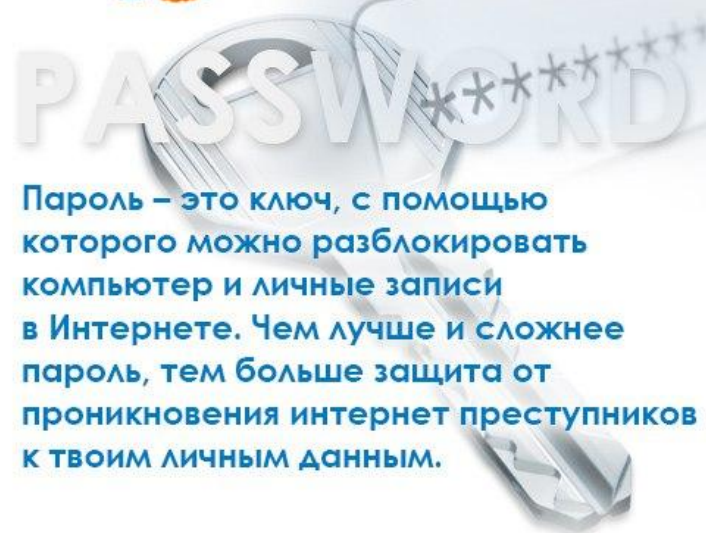 PASSWORD
*********
Пароль – это ключ, с помощью
которого можно разблокировать
компьютер и личные записи
в Интернете. Чем лучше и сложнее
пароль, тем больше защита от
проникновения интернет преступников
к твоим личным данным.